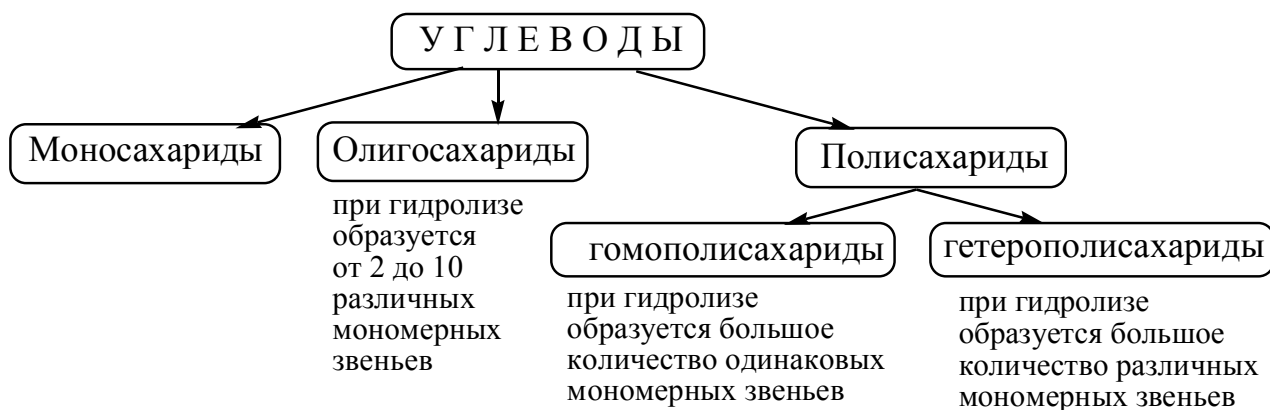 У Г Л Е В О Д Ы
Моносахариды
Олигосахариды
при гидролизе
образуется
от 2 до 10
различных
мономерных
звеньев
Полисахариды
гомополисахариды
при гидролизе
образуется большое
количество одинаковых
мономерных звеньев
гетерополисахариды
при гидролизе
образуется большое
количество различных
мономерных звеньев